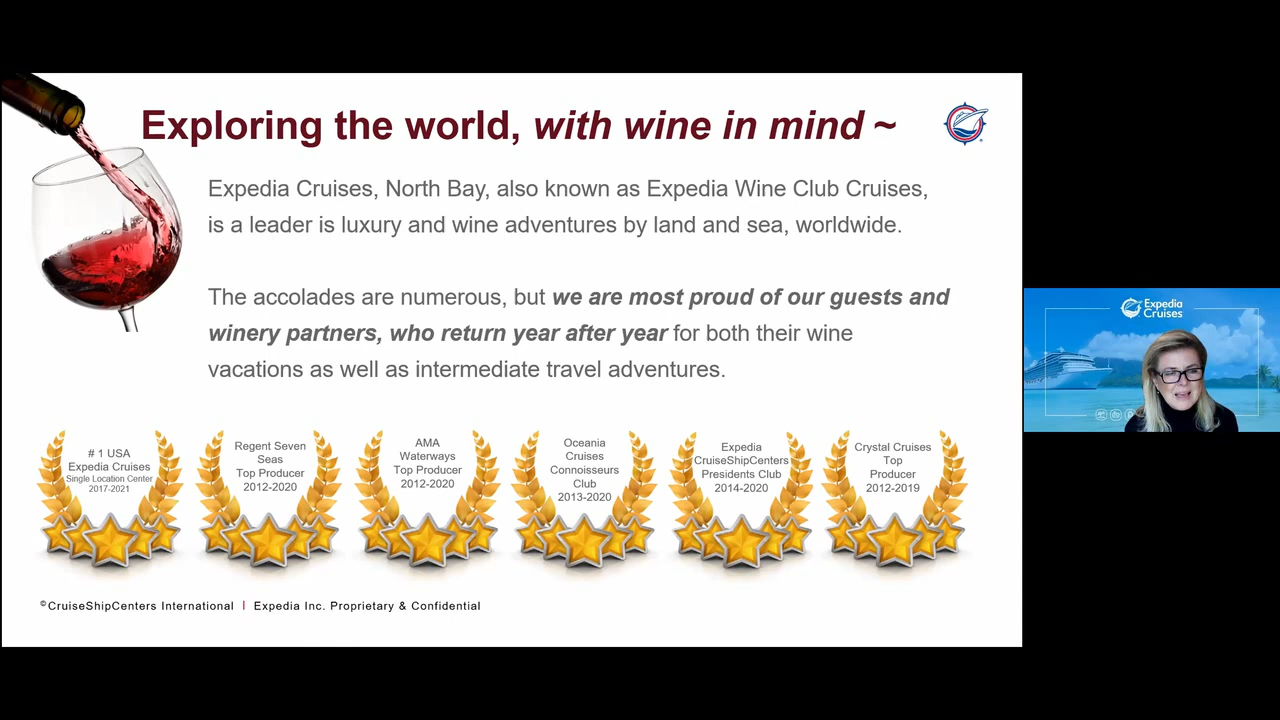 Exploring the world, with wine in mind ~
Expedia Cruises, North Bay, also known as Expedia Wine Club Cruises,
is a leader is luxury and wine adventures by land and sea, worldwide.
The accolades are numerous, but we are most proud of our guests and
winery partners, who return year after year for both their wine
vacations as well as intermediate travel adventures.
# 1 USA
Expedia Cruises
Single Location Center
2017-2021
Regent Seven
Seas
Top Producer
2012-2020
AMA
Waterways
Top Producer
2012-2020
Oceania
Cruises
Connoisseurs
Club
2013-2020
Expedia
CruiseShipCenters
Presidents Club
2014-2020
Crystal Cruises
Top
Producer
2012-2019
©CruiseShipCenters International | Expedia Inc. Proprietary & Confidential
Expedia
Cruises